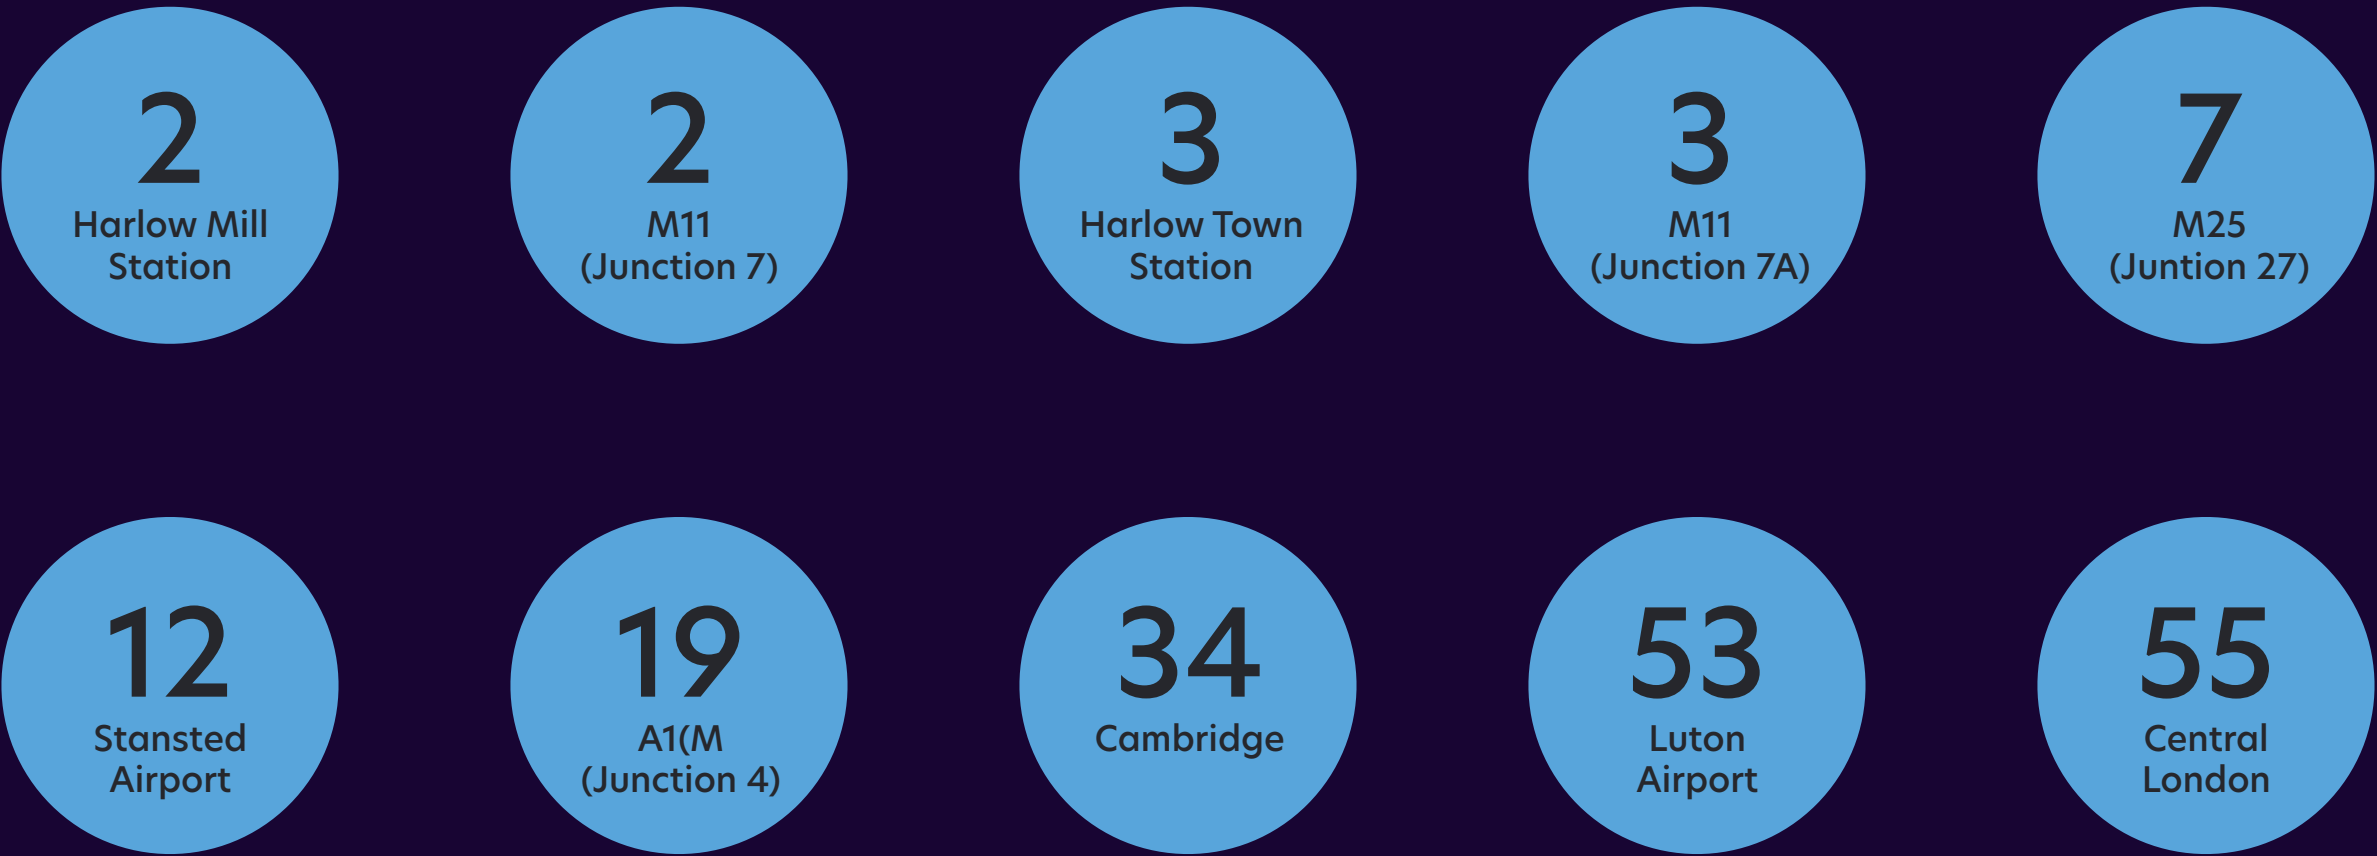 2
Harlow Mill
Station
2
M11
(Junction 7)
3
Harlow Town
Station
3
M11
(Junction 7A)
7
M25
(Juntion 27)
12
Stansted
Airport
19
A1(M
(Junction 4)
34
Cambridge
53
Luton
Airport
55
Central
London